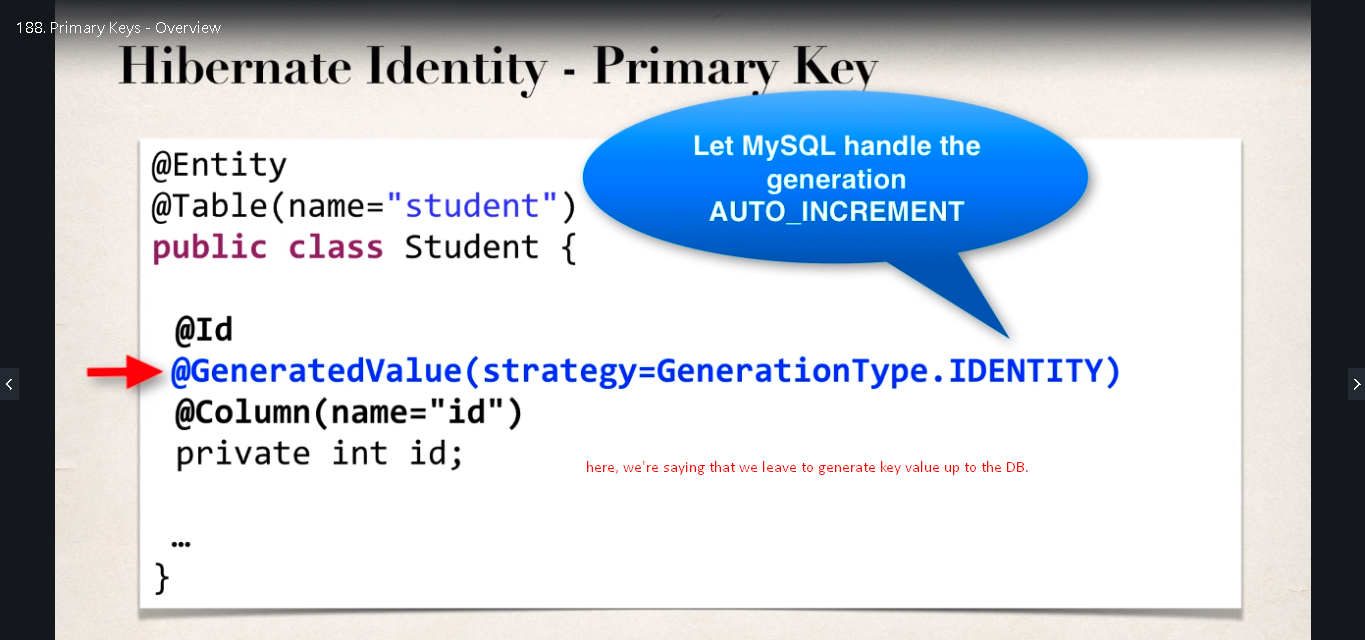 188. Primary Keys - Overview
Hibernate Identity - Primary Key
Let MySQL handle the
generation
AUTO_INCREMENT
@Entity
@Table(name="student")
public class Student {
@Id
@GeneratedValue(strategy=GenerationType.IDENTITY)
@Column(name="id")
private int id;
here, we're saying that we leave to generate key value up to the DB.
…
}